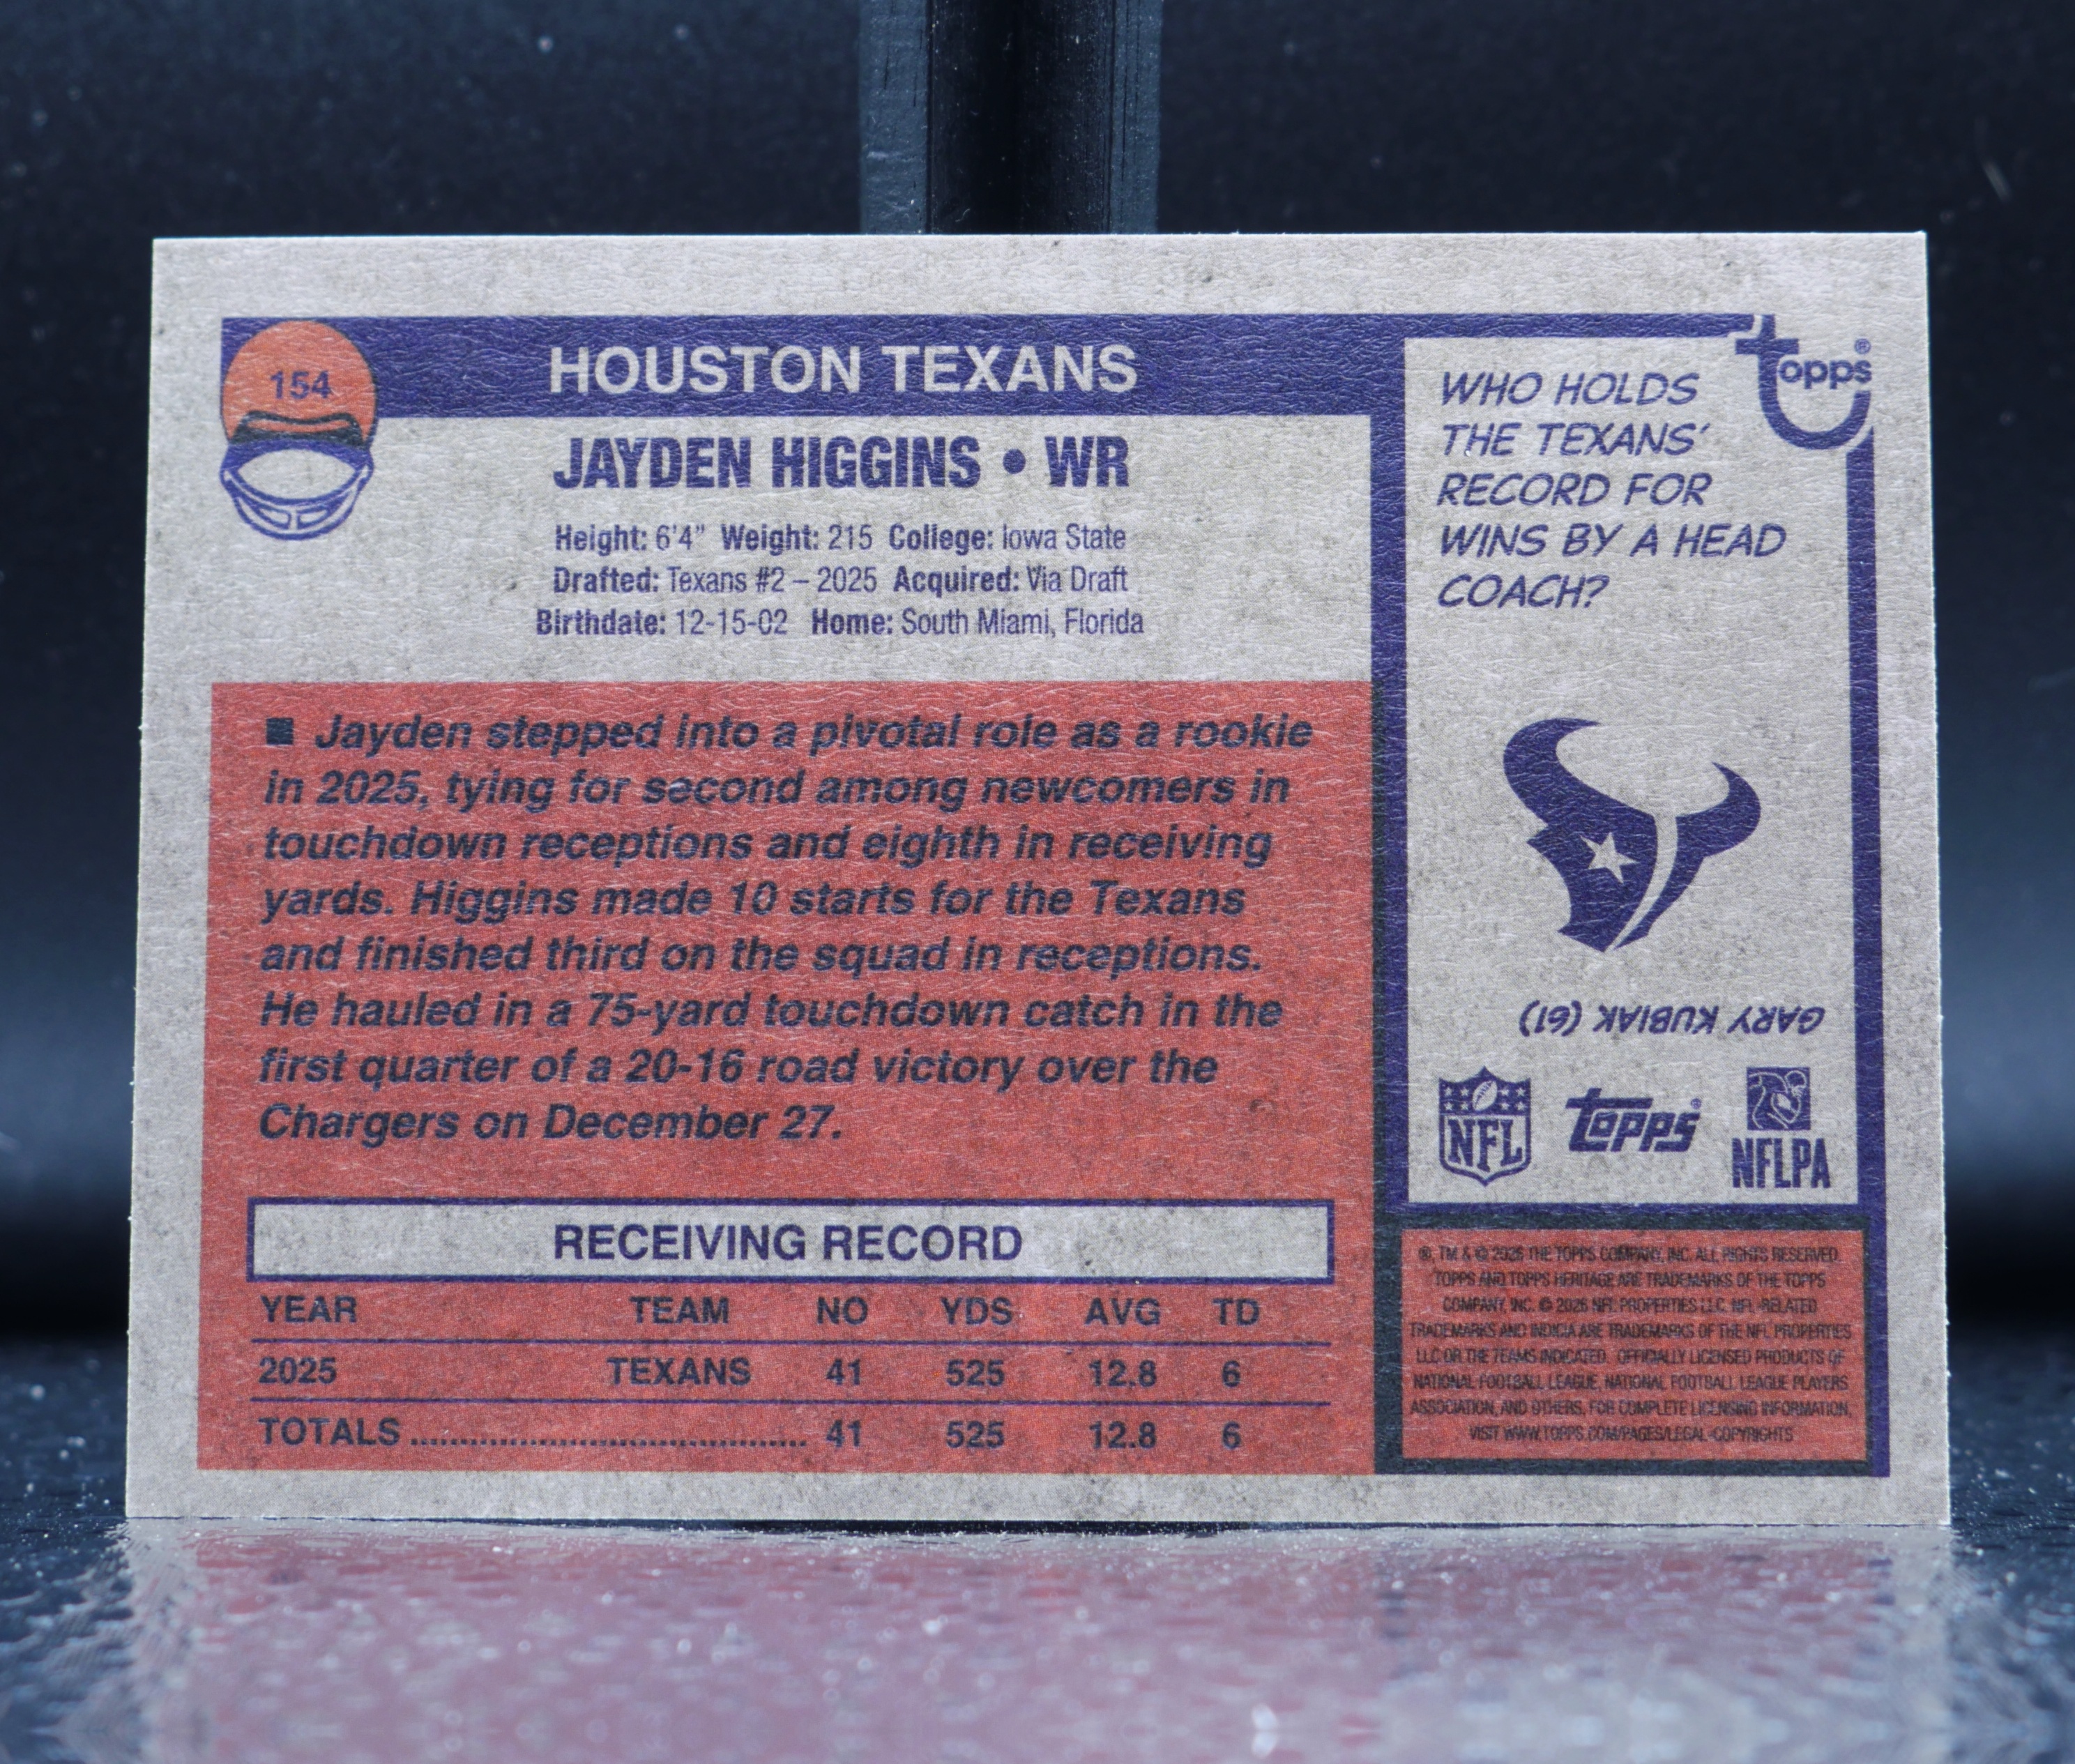 154
HOUSTON TEXANS
JAYDEN HIGGINS • WR
Height: 6'4" Weight: 215 College: Iowa State
Drafted: Texans #2 – 2025 Acquired: Via Draft
Birthdate: 12-15-02 Home: South Miami, Florida
■ Jayden stepped into a pivotal role as a rookie
in 2025, tying for second among newcomers in
touchdown receptions and eighth in receiving
yards. Higgins made 10 starts for the Texans
and finished third on the squad in receptions.
He hauled in a 75-yard touchdown catch in the
first quarter of a 20-16 road victory over the
Chargers on December 27.
RECEIVING RECORD
YEAR TEAM NO YDS AVG TD
2025 TEXANS 41 525 12.8 6
TOTALS ........................................ 41 525 12.8 6
topps®
WHO HOLDS
THE TEXANS'
RECORD FOR
WINS BY A HEAD
COACH?
GARY KUBIAK (61)
NFL topps® NFLPA
®, TM & © 2026 THE TOPPS COMPANY, INC. ALL RIGHTS RESERVED.
TOPPS AND TOPPS HERITAGE ARE TRADEMARKS OF THE TOPPS
COMPANY, INC. © 2026 NFL PROPERTIES LLC. NFL-RELATED
TRADEMARKS AND INDICIA ARE TRADEMARKS OF THE NFL PROPERTIES
LLC OR THE TEAMS INDICATED. OFFICIALLY LICENSED PRODUCTS OF
NATIONAL FOOTBALL LEAGUE, NATIONAL FOOTBALL LEAGUE PLAYERS
ASSOCIATION, AND OTHERS, FOR COMPLETE LICENSING INFORMATION,
VISIT WWW.TOPPS.COM/PAGES/LEGAL-COPYRIGHTS